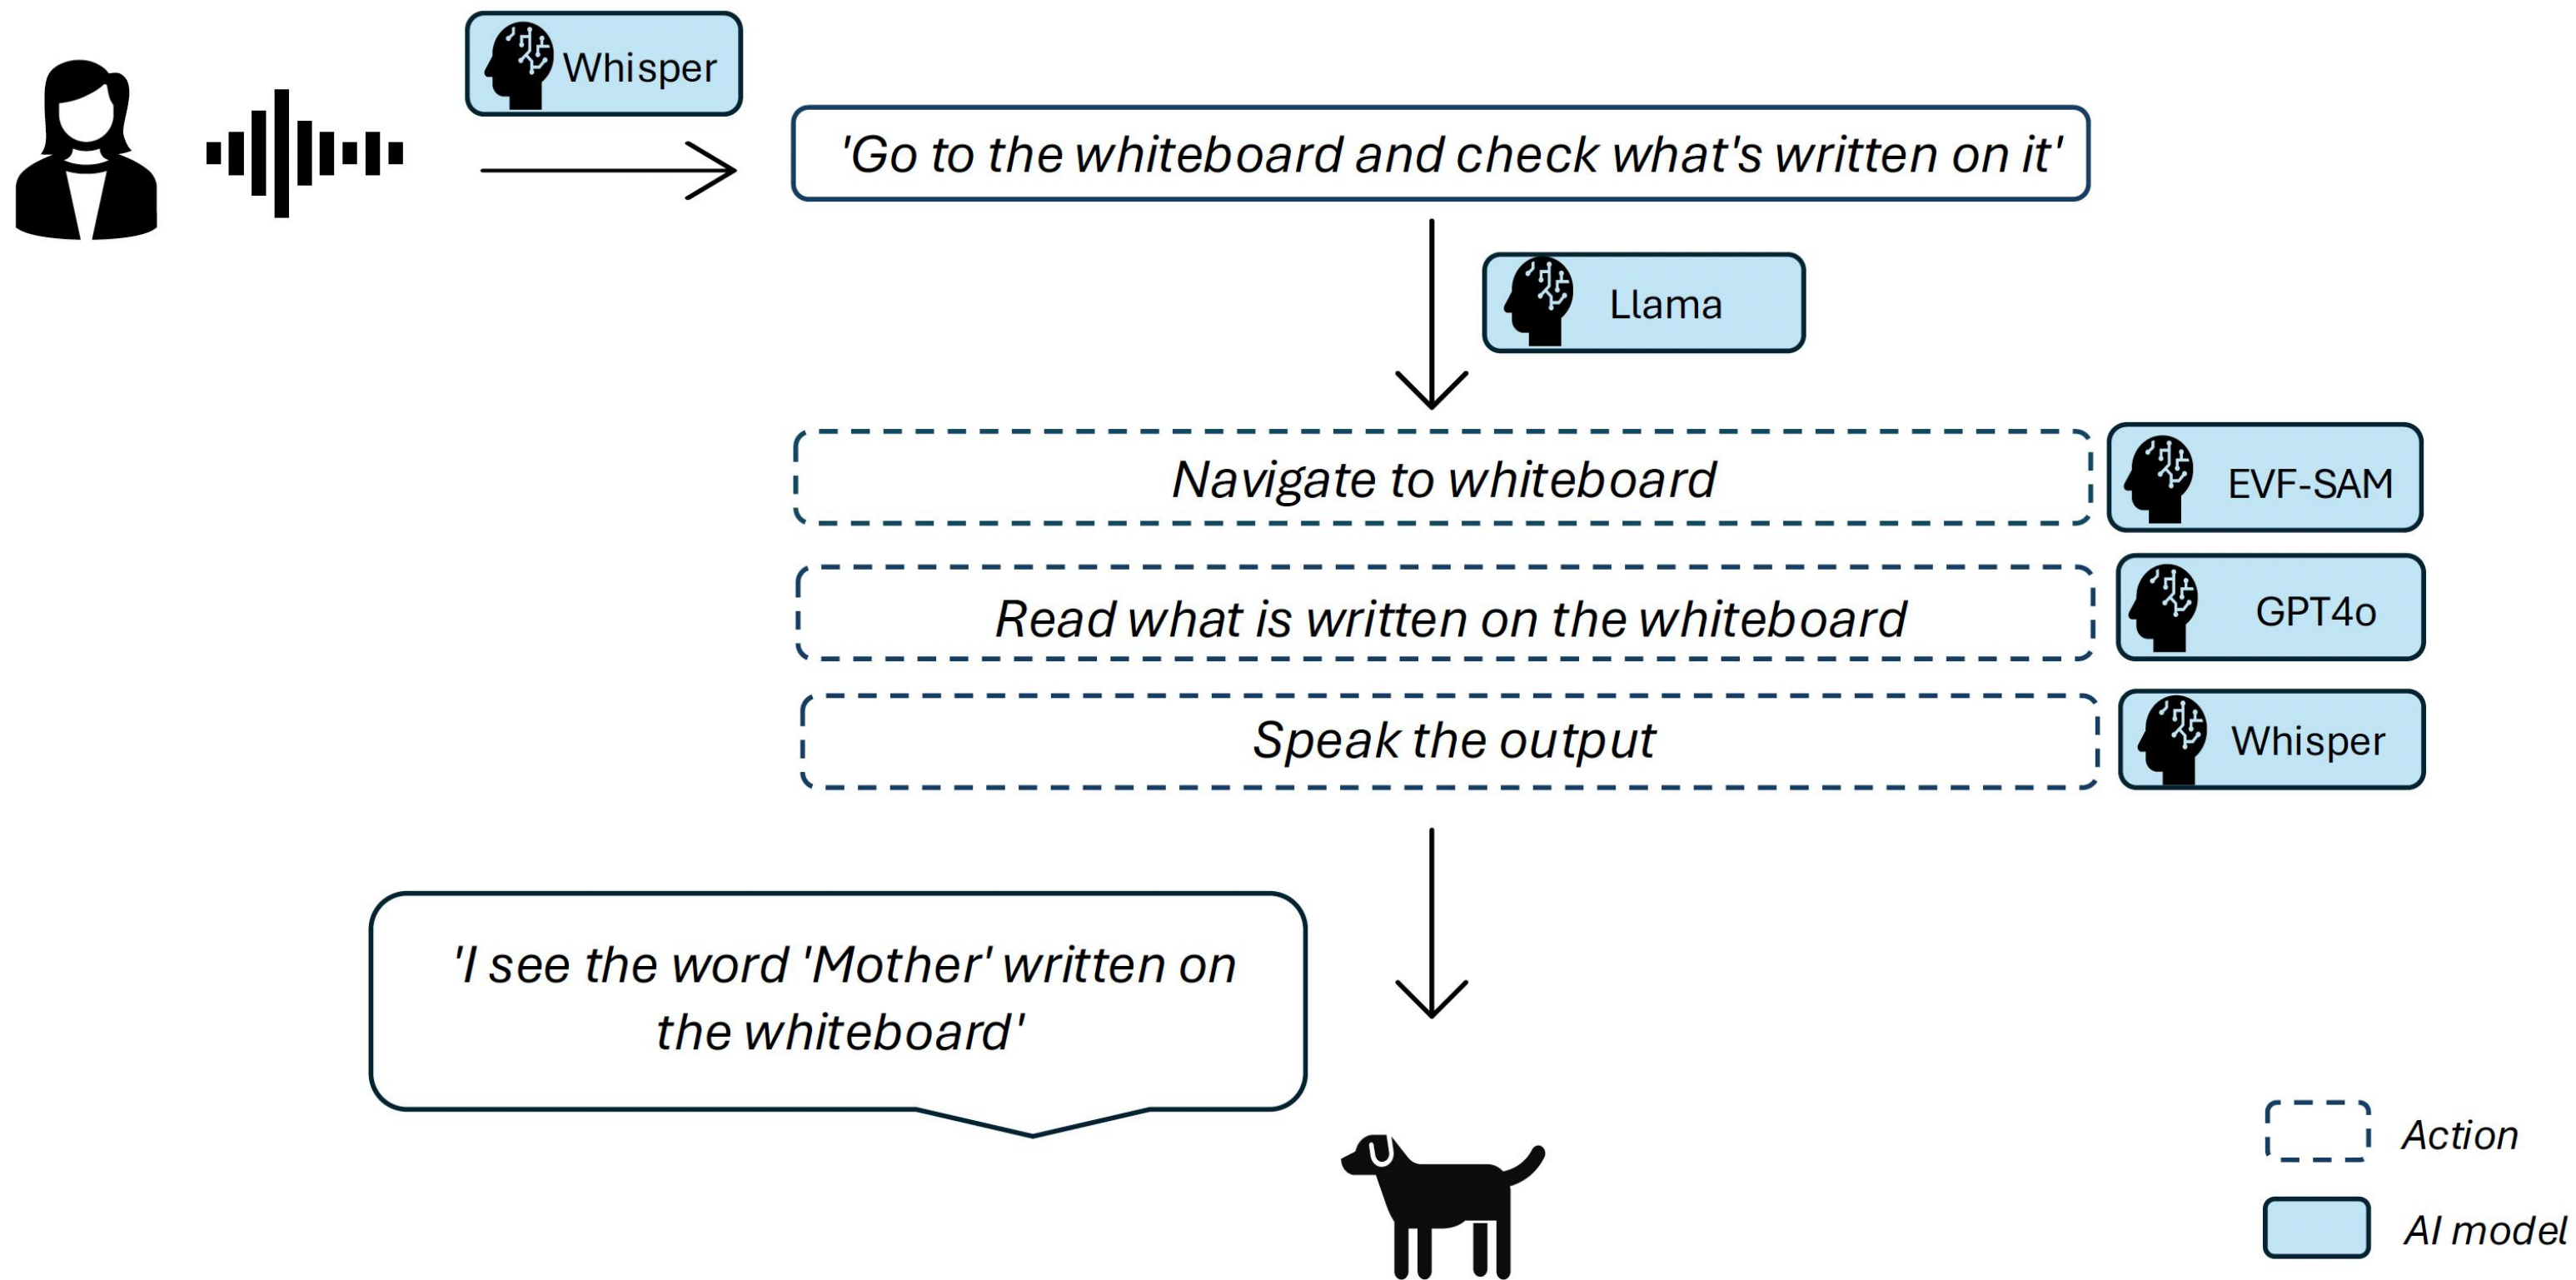 Whisper
'Go to the whiteboard and check what's written on it'
Llama
Navigate to whiteboard
EVF-SAM
Read what is written on the whiteboard
GPT4o
Speak the output
Whisper
'I see the word 'Mother' written on
the whiteboard'
Action
AI model